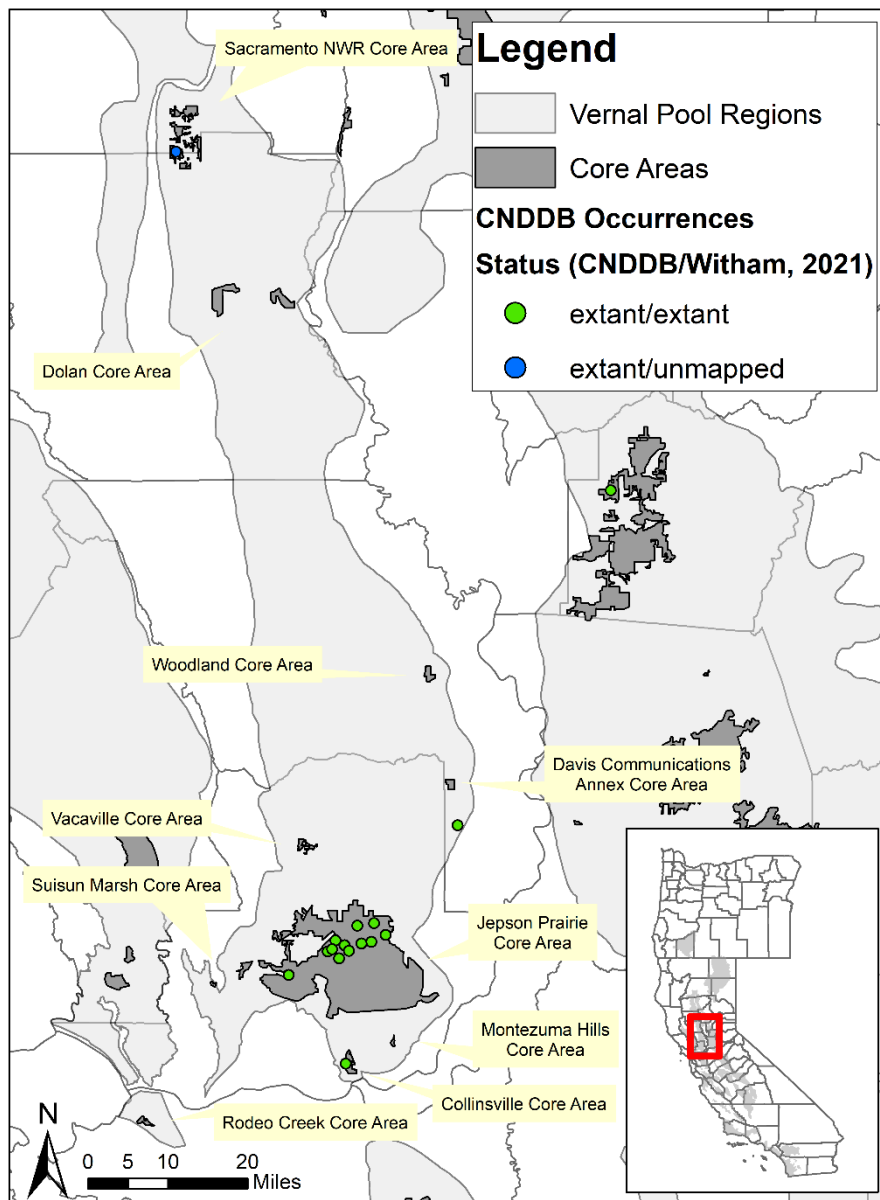 Sacramento NWR Core Area
Legend
Vernal Pool Regions
Core Areas
CNDDB Occurrences
Status (CNDDB/Witham, 2021)
extant/extant
extant/unmapped
Dolan Core Area
Woodland Core Area
Davis Communications
Annex Core Area
Vacaville Core Area
Suisun Marsh Core Area
Jepson Prairie
Core Area
Montezuma Hills
Core Area
Collinsville Core Area
Rodeo Creek Core Area
N
0 5 10 20
Miles